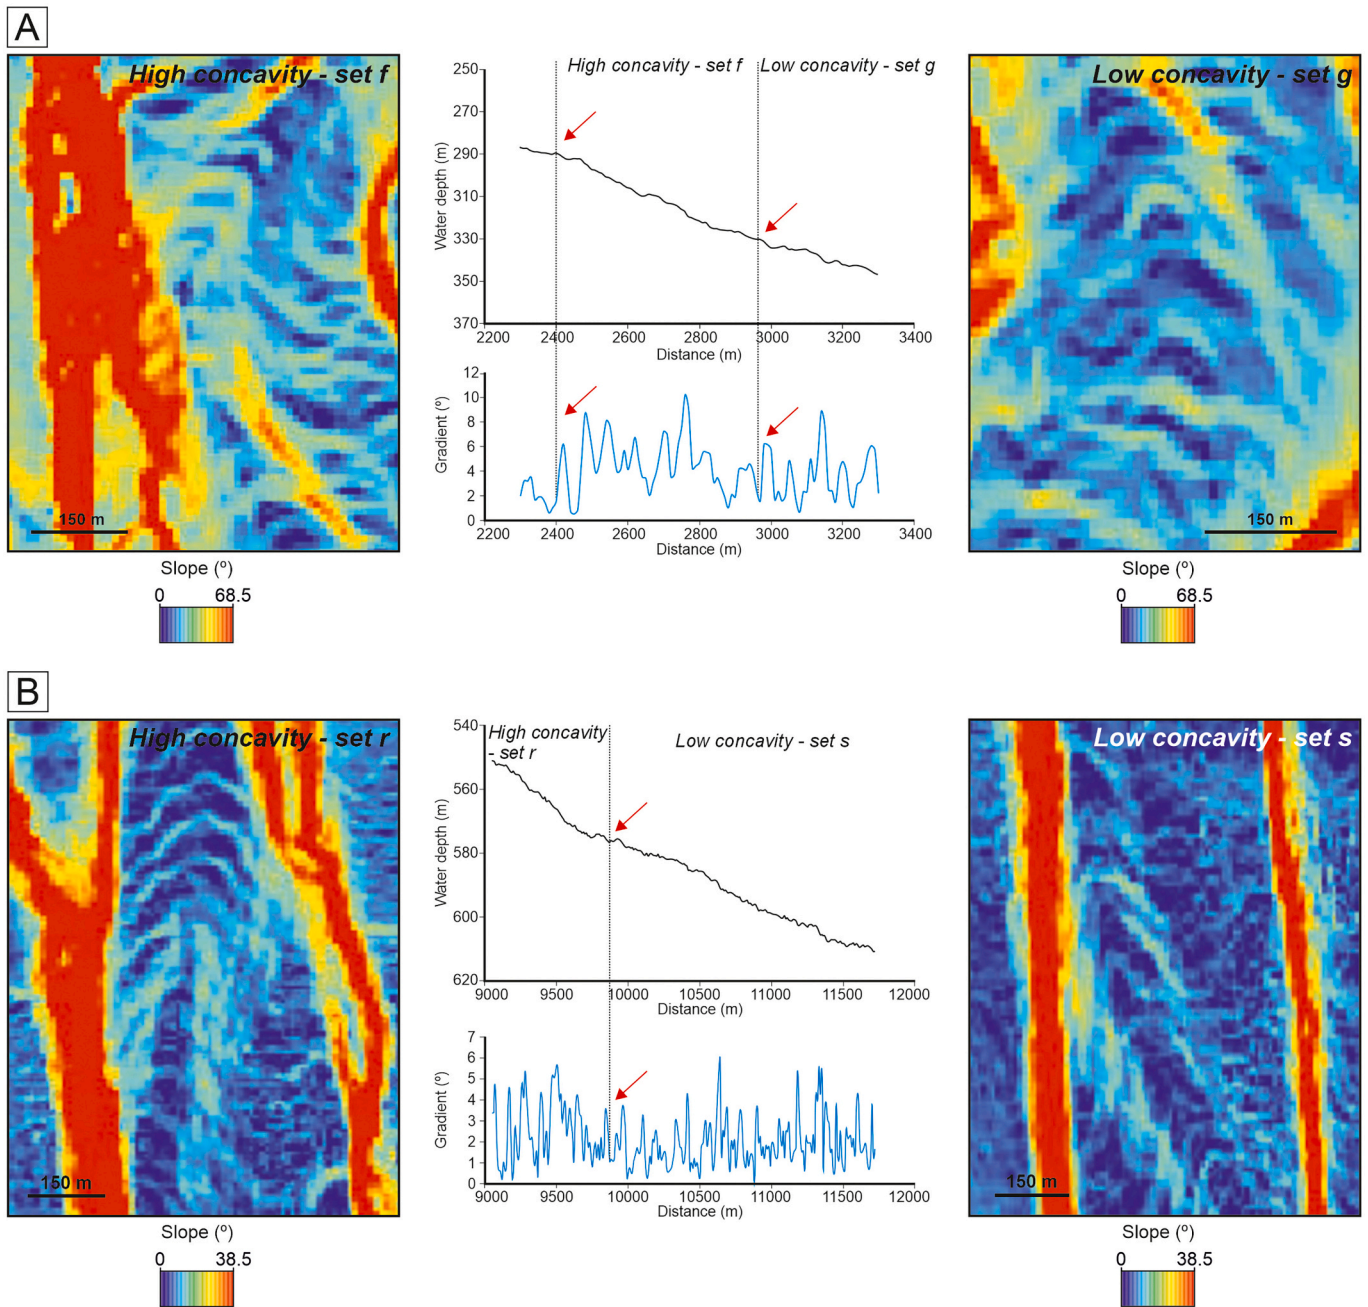 A
High concavity - set f
150 m
Slope (º)
0 68.5
High concavity - set f Low concavity - set g
Water depth (m)
250
270
290
310
330
350
370
2200 2400 2600 2800 3000 3200 3400
Distance (m)
Gradient (º)
12
10
8
6
4
2
0
2200 2400 2600 2800 3000 3200 3400
Distance (m)
Low concavity - set g
150 m
Slope (º)
0 68.5
B
High concavity - set r
150 m
Slope (º)
0 38.5
High concavity
- set r
Low concavity - set s
Water depth (m)
540
560
580
600
620
9000 9500 10000 10500 11000 11500 12000
Distance (m)
Gradient (º)
7
6
5
4
3
2
1
0
9000 9500 10000 10500 11000 11500 12000
Distance (m)
Low concavity - set s
150 m
Slope (º)
0 38.5